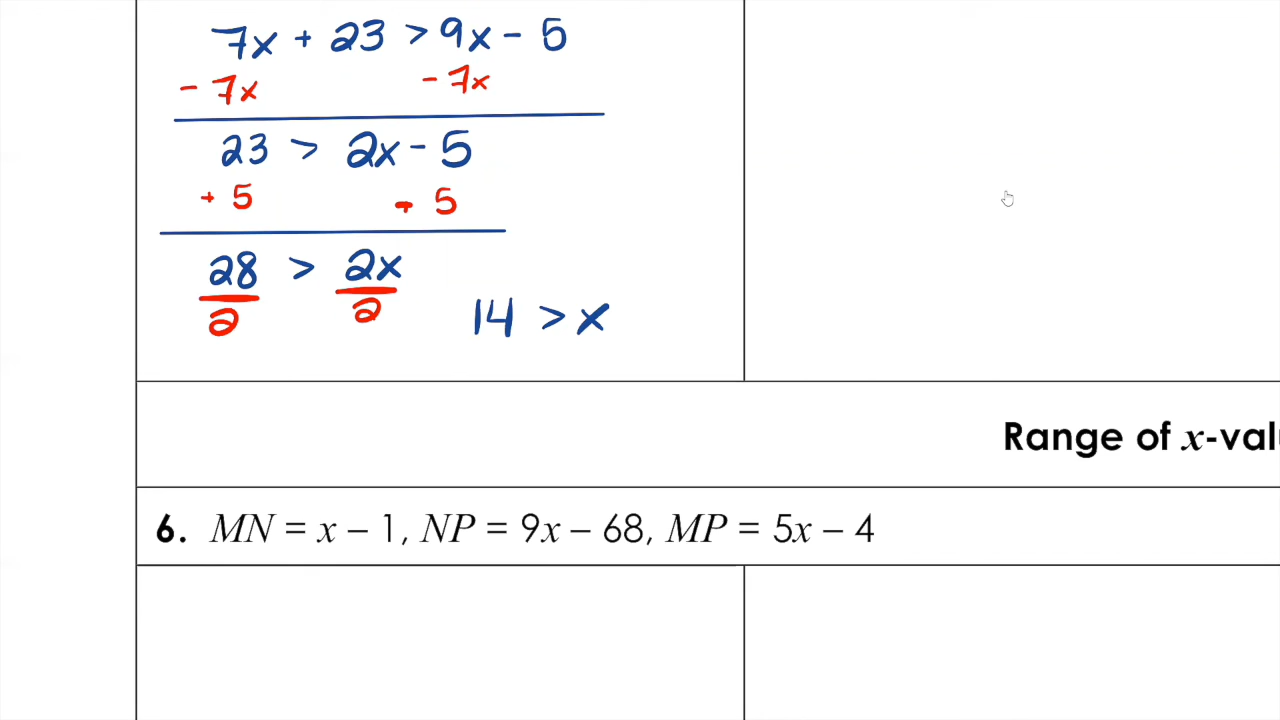 7x + 23 > 9x - 5
- 7x - 7x
23 > 2x - 5
+ 5 + 5
28 > 2x
2 2
14 > x
Range of x-val
6. MN = x – 1, NP = 9x – 68, MP = 5x – 4